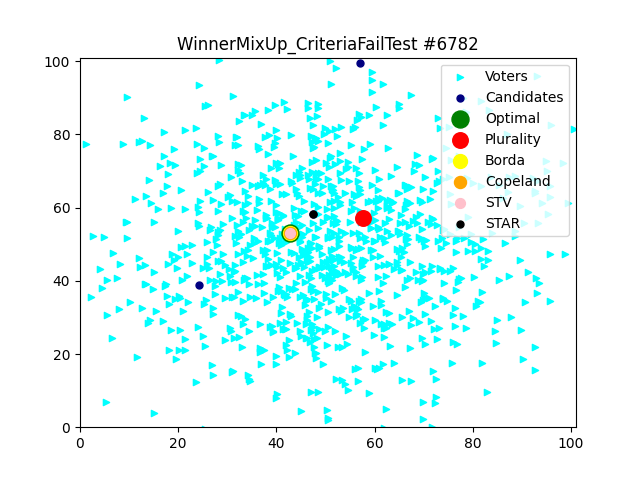 WinnerMixUp_CriteriaFailTest #6782
100
80
60
40
20
0
0
20
40
60
80
100
Voters
Candidates
Optimal
Plurality
Borda
Copeland
STV
STAR